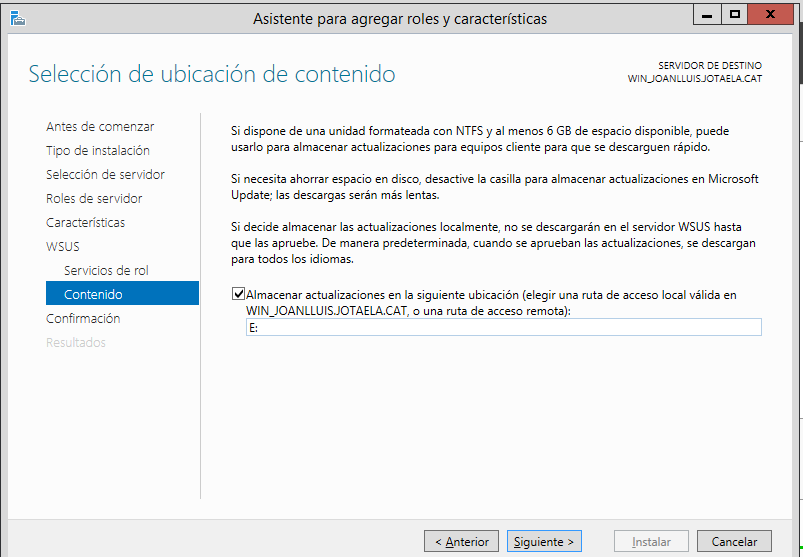 Asistente para agregar roles y características
Selección de ubicación de contenido
SERVIDOR DE DESTINO
WIN_JOANLLUIS.JOTAELA.CAT
Antes de comenzar
Tipo de instalación
Selección de servidor
Roles de servidor
Características
WSUS
Servicios de rol
Contenido
Confirmación
Resultados
Si dispone de una unidad formateada con NTFS y al menos 6 GB de espacio disponible, puede
usarlo para almacenar actualizaciones para equipos cliente para que se descarguen rápido.
Si necesita ahorrar espacio en disco, desactive la casilla para almacenar actualizaciones en Microsoft
Update; las descargas serán más lentas.
Si decide almacenar las actualizaciones localmente, no se descargarán en el servidor WSUS hasta
que las apruebe. De manera predeterminada, cuando se aprueban las actualizaciones, se descargan
para todos los idiomas.
Almacenar actualizaciones en la siguiente ubicación (elegir una ruta de acceso local válida en
WIN_JOANLLUIS.JOTAELA.CAT, o una ruta de acceso remota):
E:
< Anterior
Siguiente >
Instalar
Cancelar